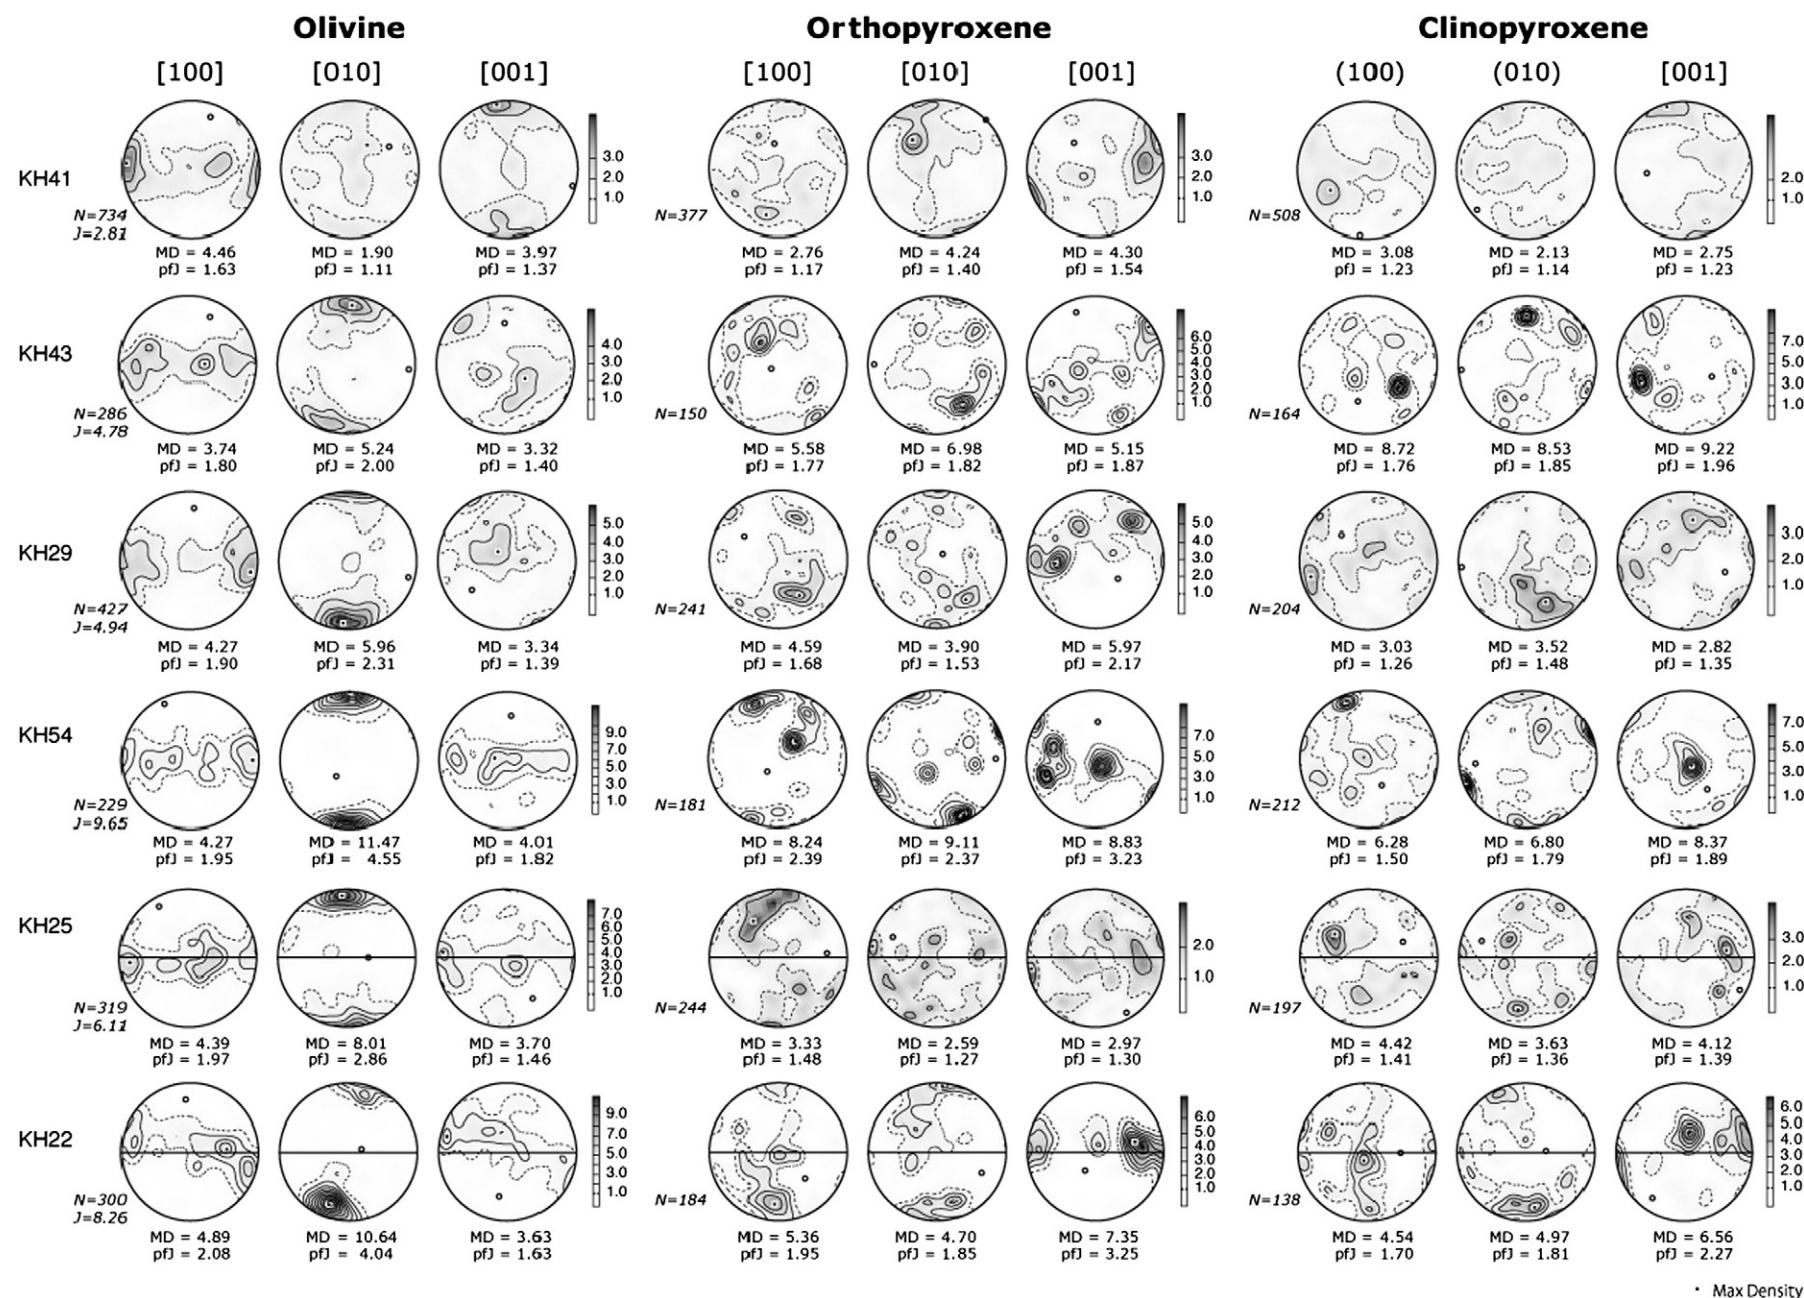 Olivine Orthopyroxene Clinopyroxene
[100] [010] [001] [100] [010] [001] (100) (010) [001]
KH41
3.0 3.0
2.0 2.0 2.0
1.0 1.0 1.0
N=734 N=377 N=508
J=2.81
MD = 4.46 MD = 1.90 MD = 3.97 MD = 2.76 MD = 4.24 MD = 4.30 MD = 3.08 MD = 2.13 MD = 2.75
pfJ = 1.63 pfJ = 1.11 pfJ = 1.37 pfJ = 1.17 pfJ = 1.40 pfJ = 1.54 pfJ = 1.23 pfJ = 1.14 pfJ = 1.23
KH43
4.0 6.0 7.0
3.0 5.0 5.0
2.0 4.0 3.0
1.0 3.0 1.0
2.0
1.0
N=286 N=150 N=164
J=4.78
MD = 3.74 MD = 5.24 MD = 3.32 MD = 5.58 MD = 6.98 MD = 5.15 MD = 8.72 MD = 8.53 MD = 9.22
pfJ = 1.80 pfJ = 2.00 pfJ = 1.40 pfJ = 1.77 pfJ = 1.82 pfJ = 1.87 pfJ = 1.76 pfJ = 1.85 pfJ = 1.96
KH29
5.0 5.0 3.0
4.0 4.0 2.0
3.0 3.0 1.0
2.0 2.0
1.0 1.0
N=427 N=241 N=204
J=4.94
MD = 4.27 MD = 5.96 MD = 3.34 MD = 4.59 MD = 3.90 MD = 5.97 MD = 3.03 MD = 3.52 MD = 2.82
pfJ = 1.90 pfJ = 2.31 pfJ = 1.39 pfJ = 1.68 pfJ = 1.53 pfJ = 2.17 pfJ = 1.26 pfJ = 1.48 pfJ = 1.35
KH54
9.0 7.0 7.0
7.0 5.0 5.0
5.0 3.0 3.0
3.0 1.0 1.0
1.0
N=229 N=181 N=212
J=9.65
MD = 4.27 MD = 11.47 MD = 4.01 MD = 8.24 MD = 9.11 MD = 8.83 MD = 6.28 MD = 6.80 MD = 8.37
pfJ = 1.95 pfJ = 4.55 pfJ = 1.82 pfJ = 2.39 pfJ = 2.37 pfJ = 3.23 pfJ = 1.50 pfJ = 1.79 pfJ = 1.89
KH25
7.0 2.0 3.0
6.0 1.0 2.0
5.0 1.0
4.0
3.0
2.0
1.0
N=319 N=244 N=197
J=6.11
MD = 4.39 MD = 8.01 MD = 3.70 MD = 3.33 MD = 2.59 MD = 2.97 MD = 4.42 MD = 3.63 MD = 4.12
pfJ = 1.97 pfJ = 2.86 pfJ = 1.46 pfJ = 1.48 pfJ = 1.27 pfJ = 1.30 pfJ = 1.41 pfJ = 1.36 pfJ = 1.39
KH22
9.0 6.0 6.0
7.0 5.0 5.0
5.0 4.0 4.0
3.0 3.0 3.0
1.0 2.0 2.0
1.0 1.0
N=300 N=184 N=138
J=8.26
MD = 4.89 MD = 10.64 MD = 3.63 MD = 5.36 MD = 4.70 MD = 7.35 MD = 4.54 MD = 4.97 MD = 6.56
pfJ = 2.08 pfJ = 4.04 pfJ = 1.63 pfJ = 1.95 pfJ = 1.85 pfJ = 3.25 pfJ = 1.70 pfJ = 1.81 pfJ = 2.27
Max Density